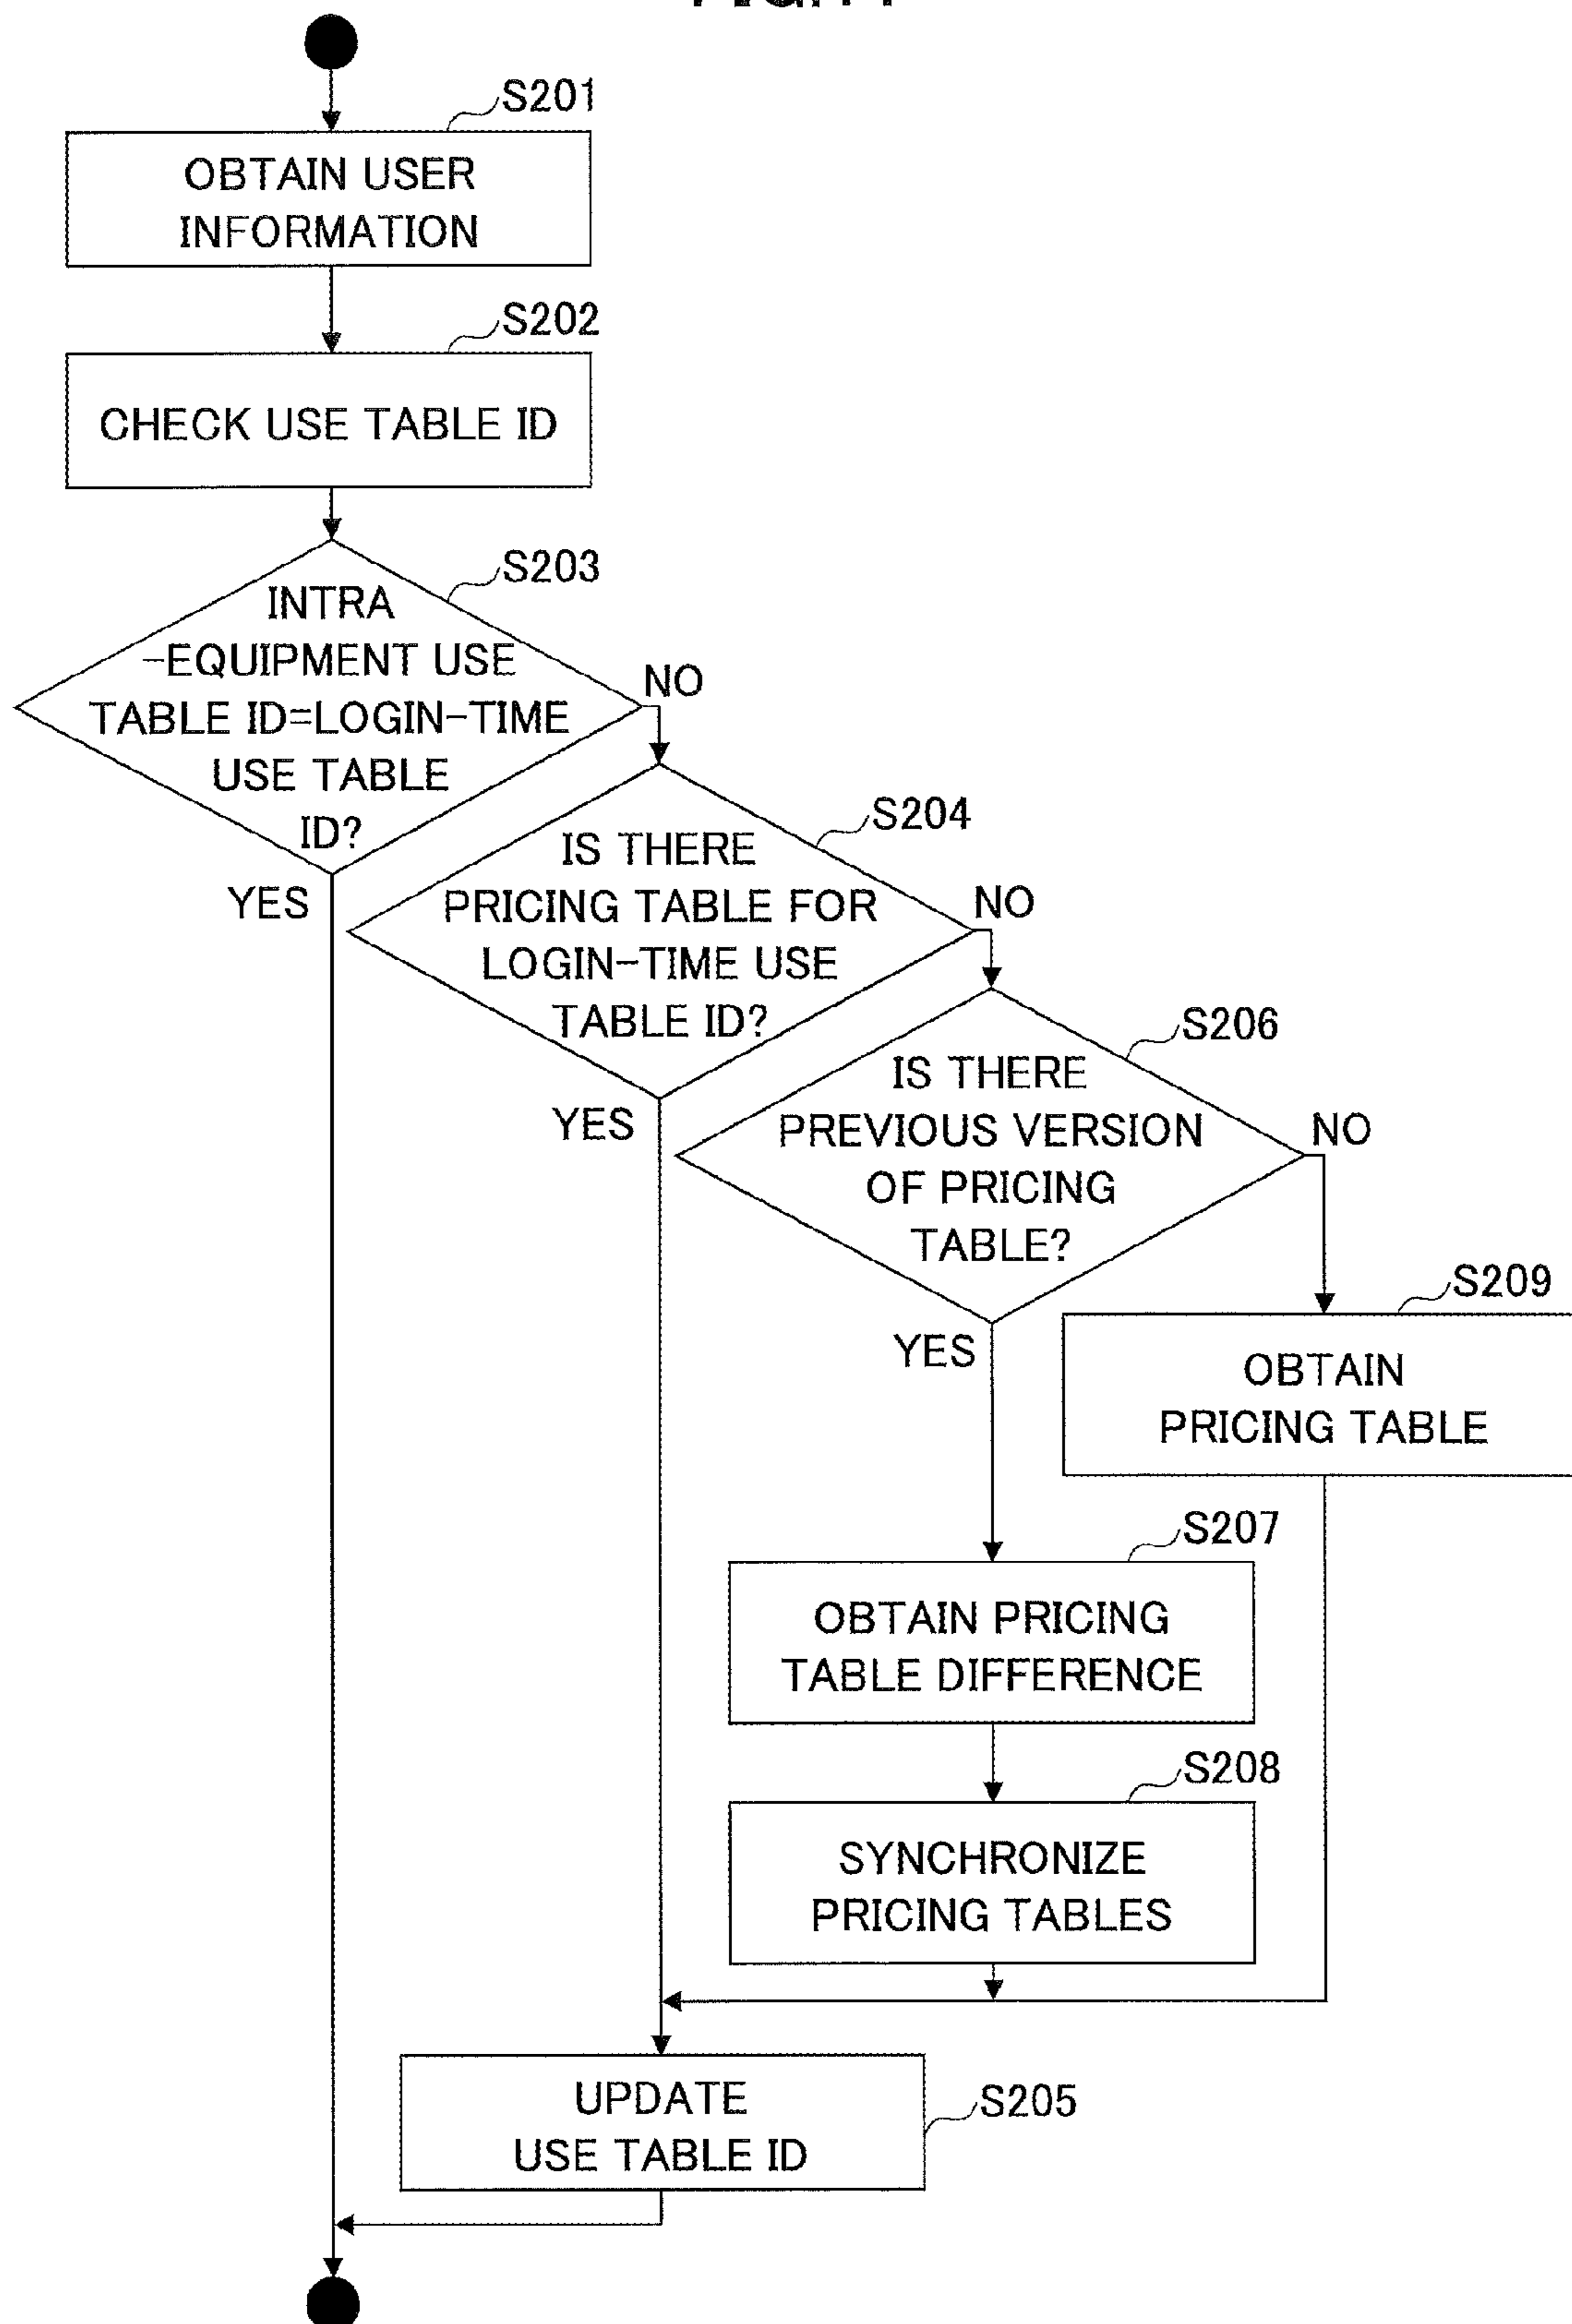 S201
OBTAIN USER
INFORMATION
S202
CHECK USE TABLE ID
S203
INTRA
-EQUIPMENT USE
TABLE ID=LOGIN-TIME
USE TABLE
ID?
NO
YES
S204
IS THERE
PRICING TABLE FOR
LOGIN-TIME USE
TABLE ID?
NO
YES
S206
IS THERE
PREVIOUS VERSION
OF PRICING
TABLE?
NO
YES
S209
OBTAIN
PRICING TABLE
S207
OBTAIN PRICING
TABLE DIFFERENCE
S208
SYNCHRONIZE
PRICING TABLES
UPDATE
USE TABLE ID
S205